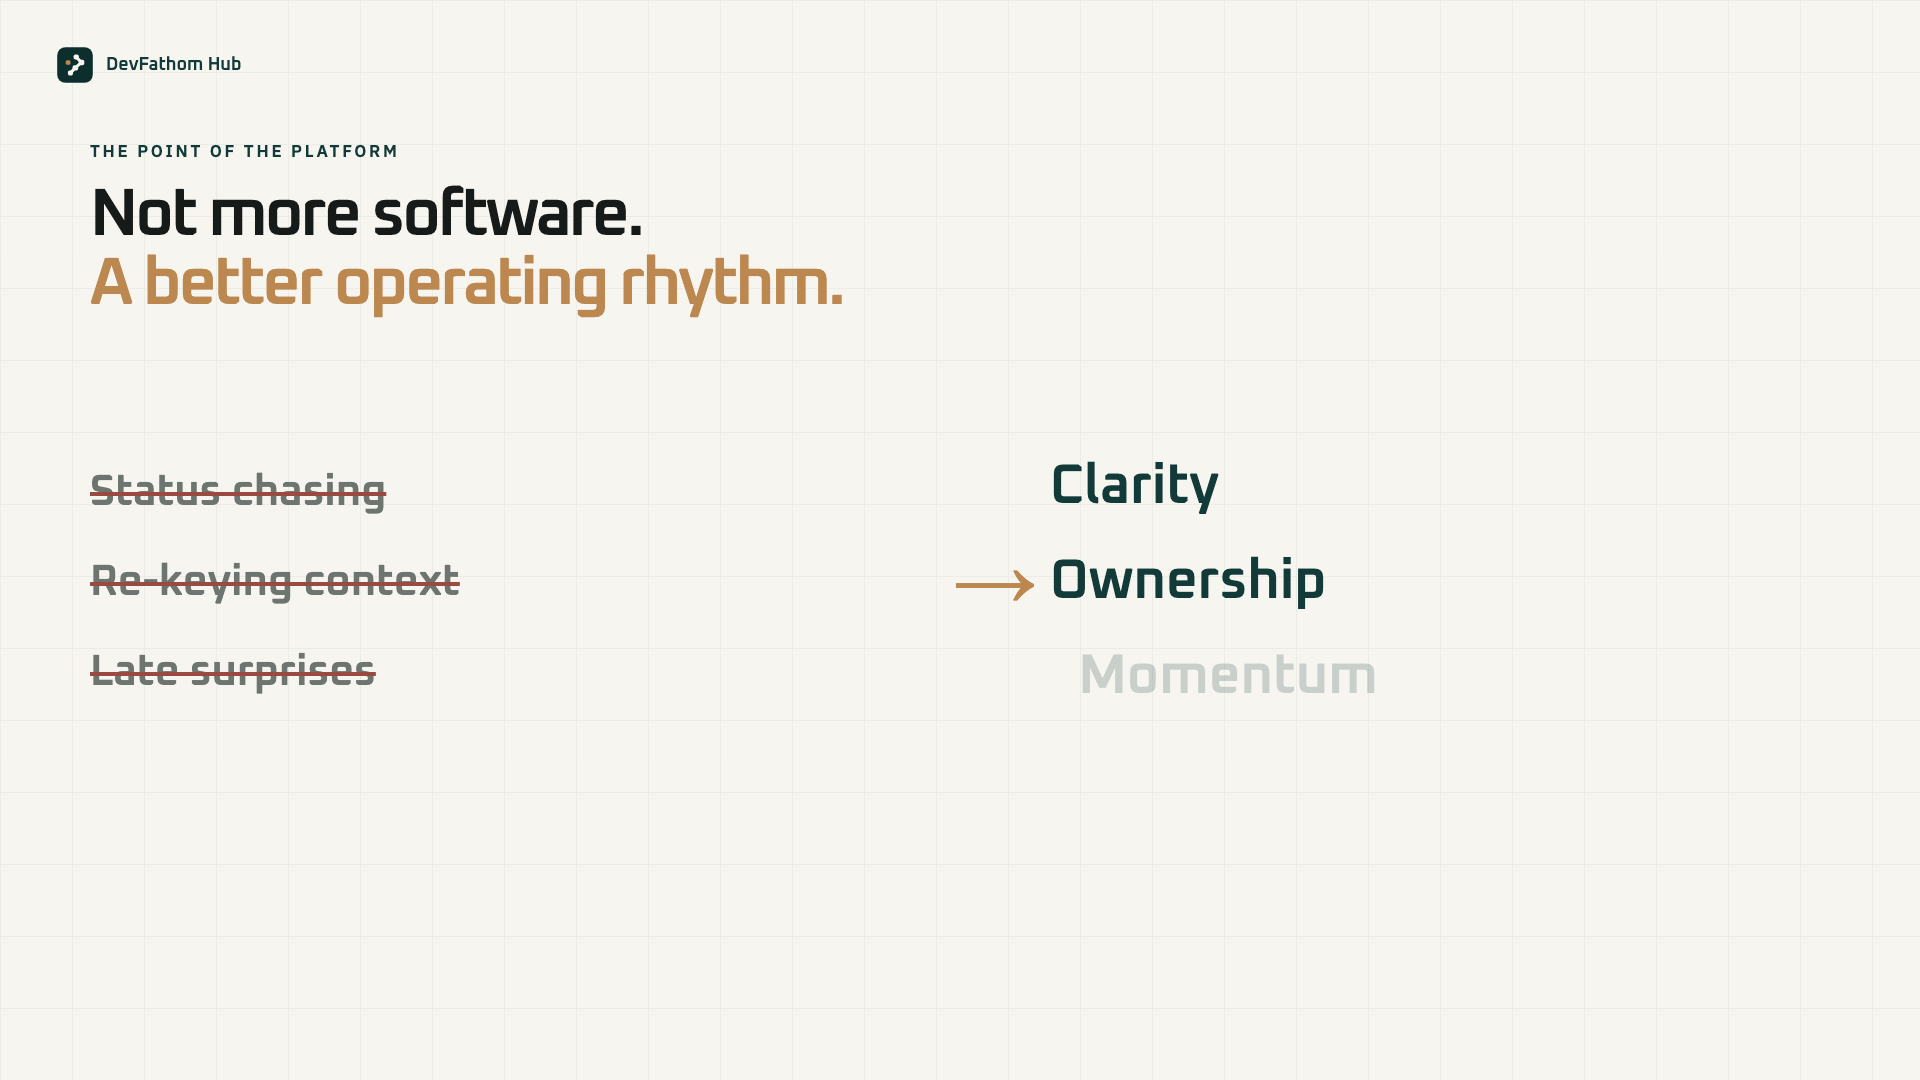 DevFathom Hub
THE POINT OF THE PLATFORM
Not more software.
A better operating rhythm.
Status chasing
Re-keying context
Late surprises
Clarity
→ Ownership
Momentum